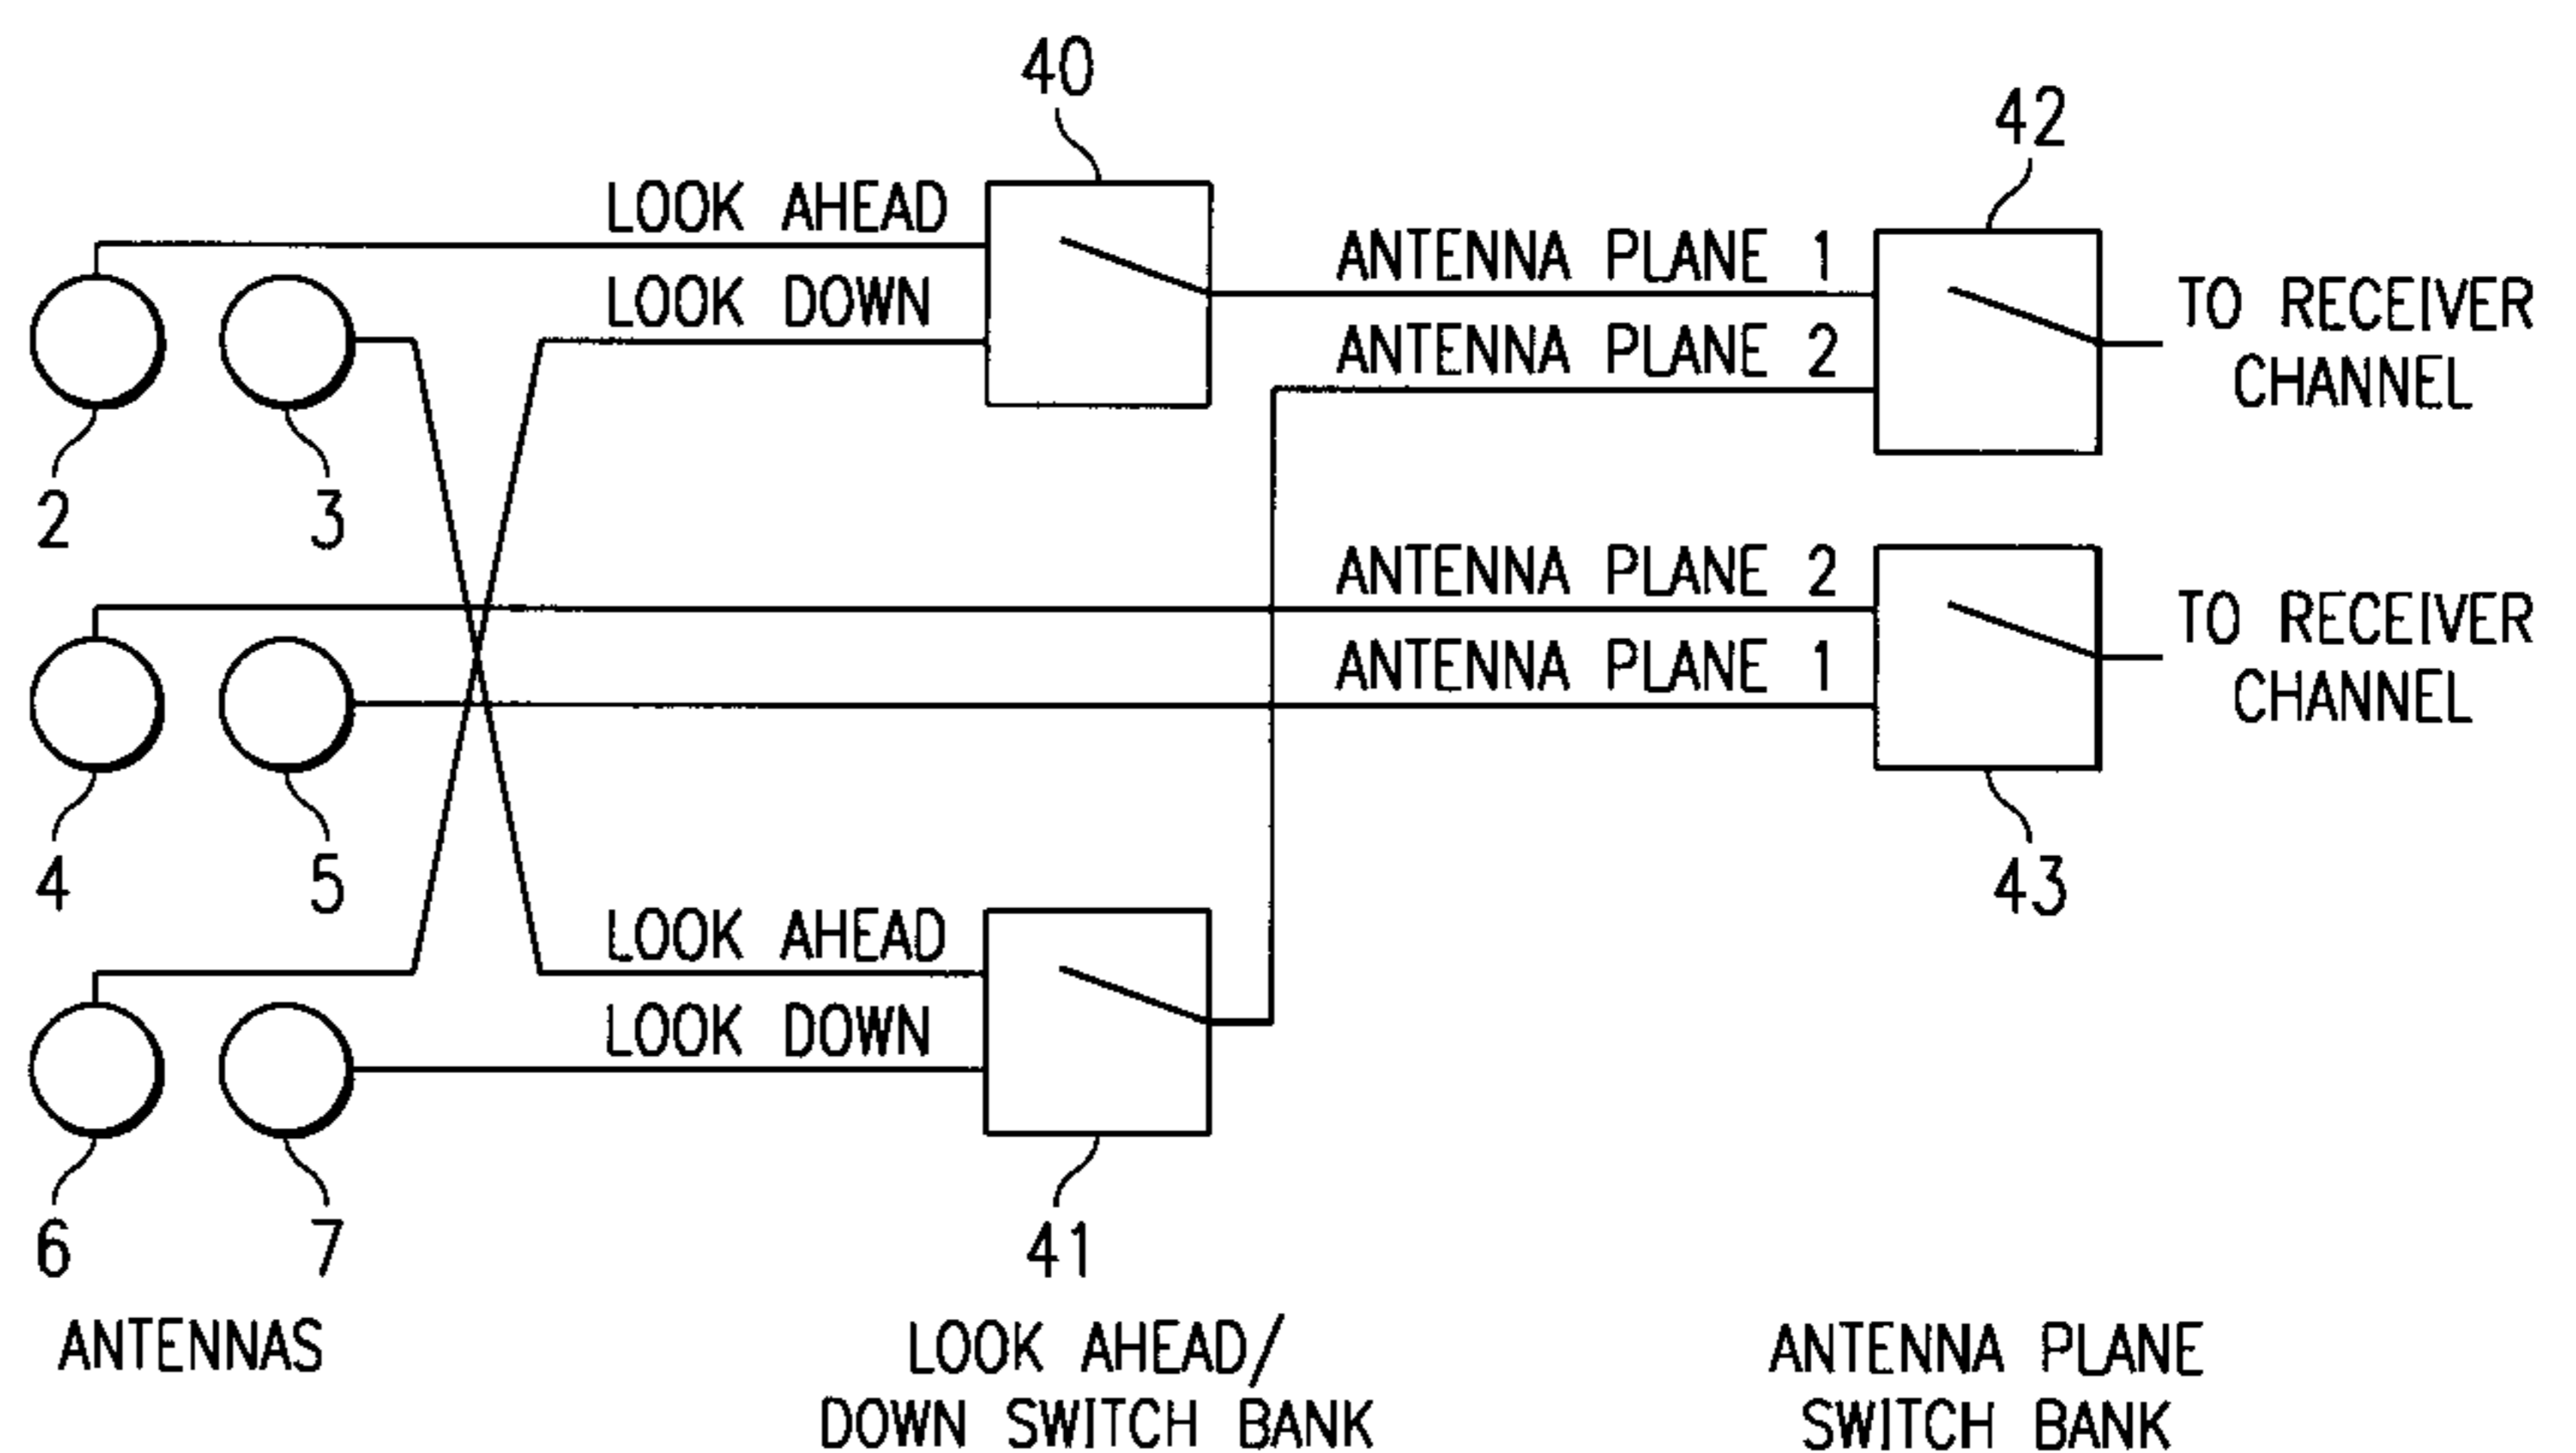 40
42
LOOK AHEAD
LOOK DOWN
ANTENNA PLANE 1
ANTENNA PLANE 2
TO RECEIVER
CHANNEL
2
3
ANTENNA PLANE 2
ANTENNA PLANE 1
TO RECEIVER
CHANNEL
4
5
43
LOOK AHEAD
LOOK DOWN
6
7
41
ANTENNAS
LOOK AHEAD/
DOWN SWITCH BANK
ANTENNA PLANE
SWITCH BANK